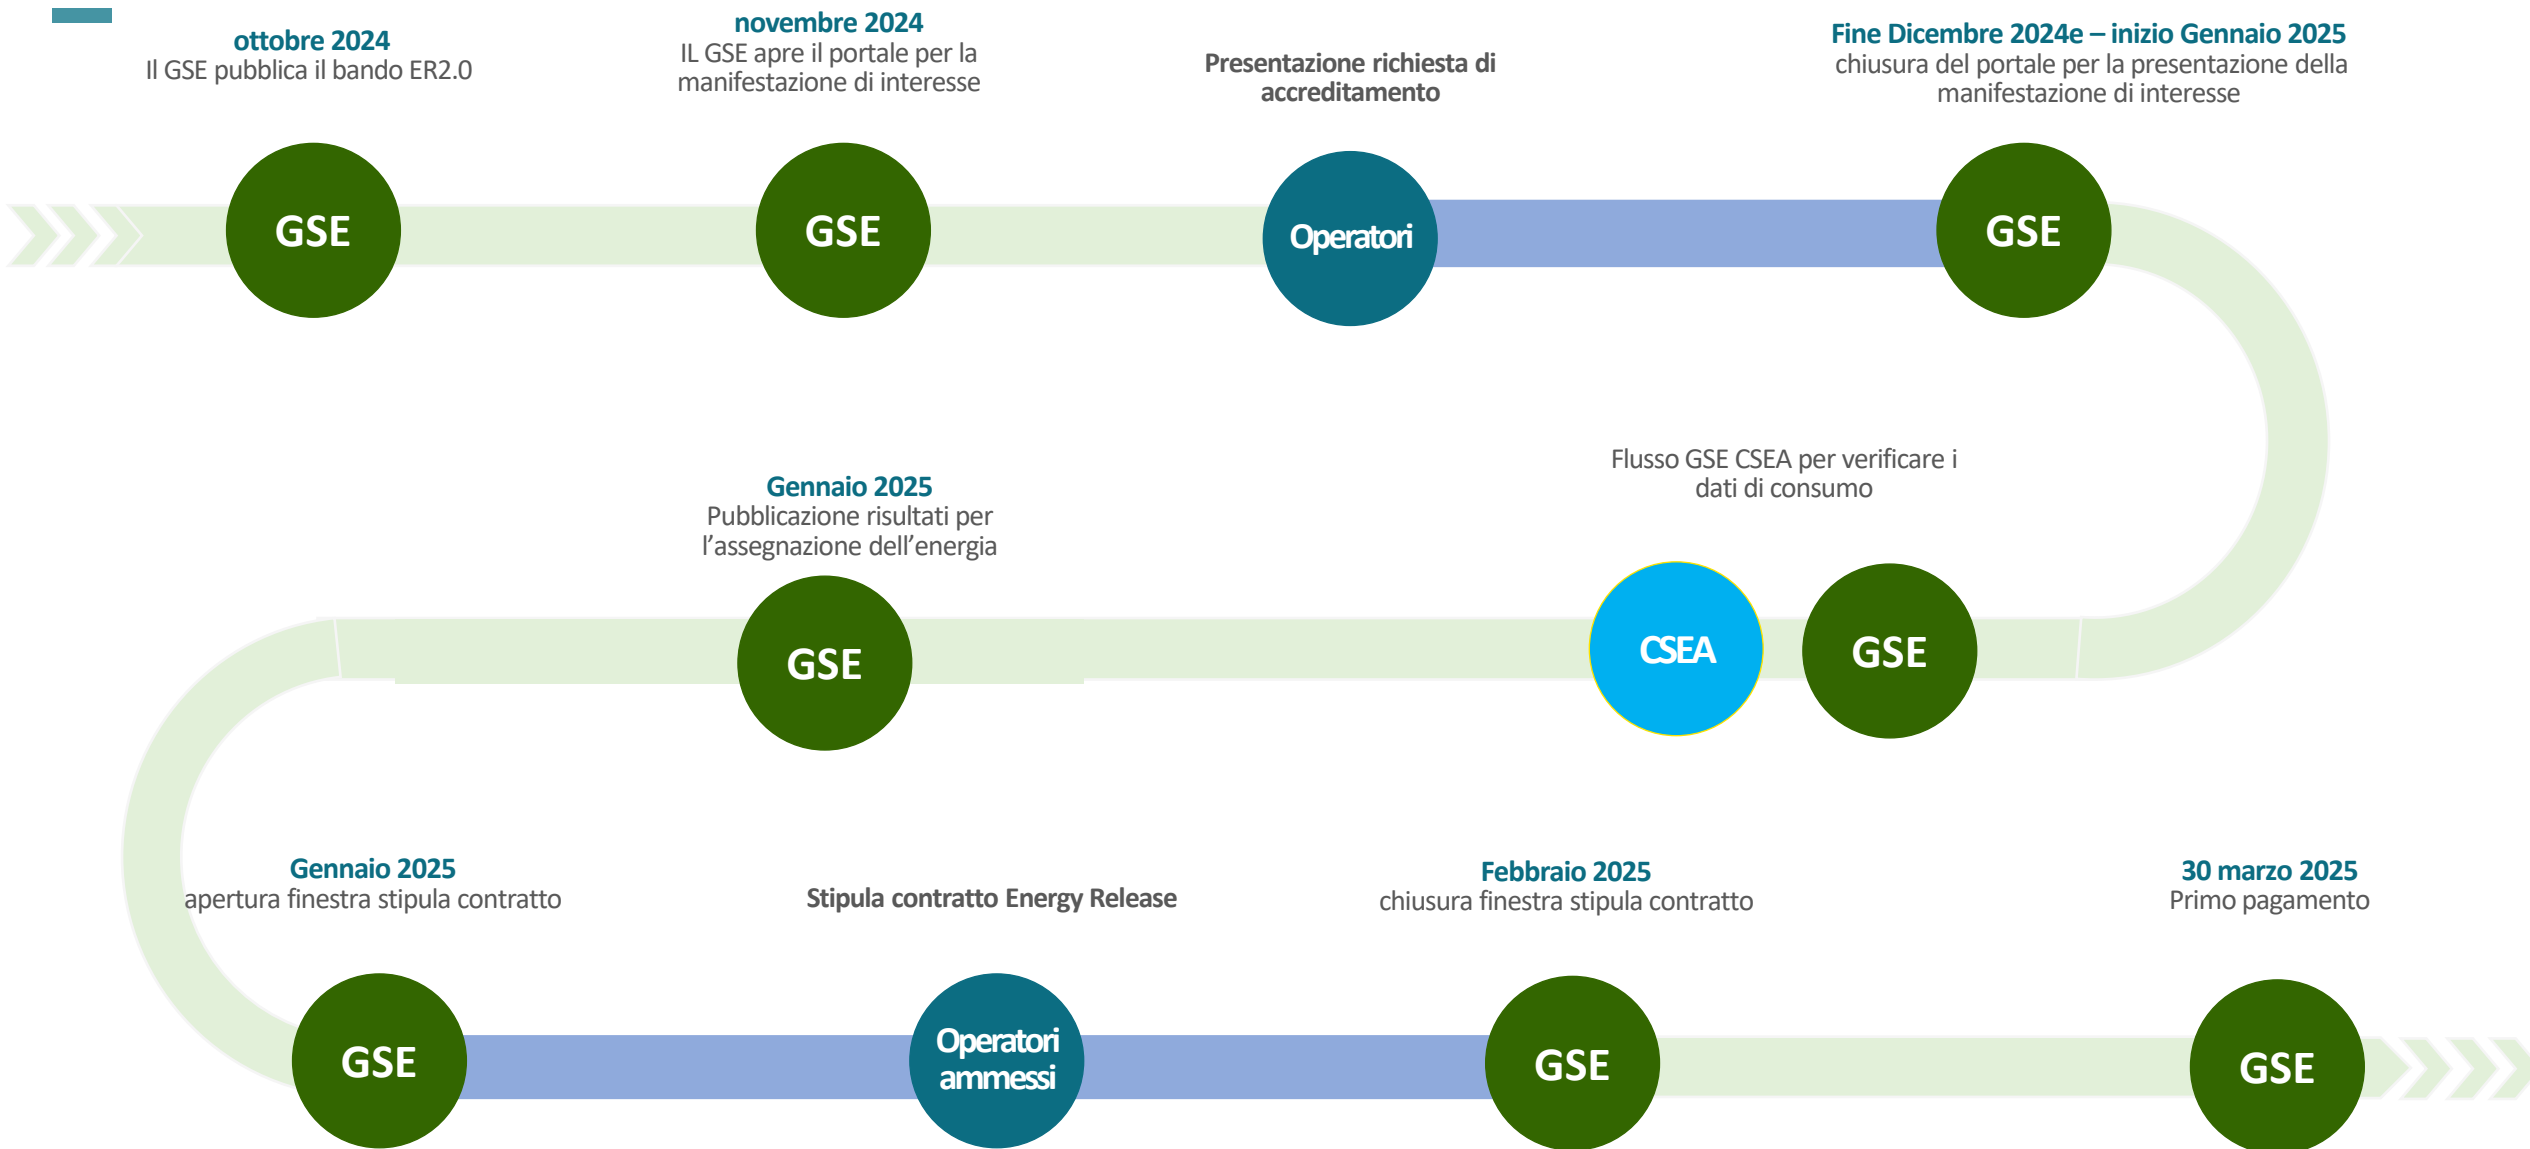 ottobre 2024
Il GSE pubblica il bando ER2.0
novembre 2024
IL GSE apre il portale per la
manifestazione di interesse
Presentazione richiesta di
accreditamento
Fine Dicembre 2024e – inizio Gennaio 2025
chiusura del portale per la presentazione della
manifestazione di interesse
GSE
GSE
Operatori
GSE
Flusso GSE CSEA per verificare i
dati di consumo
Gennaio 2025
Pubblicazione risultati per
l’assegnazione dell’energia
GSE
CSEA
GSE
Gennaio 2025
apertura finestra stipula contratto
Stipula contratto Energy Release
Febbraio 2025
chiusura finestra stipula contratto
30 marzo 2025
Primo pagamento
GSE
Operatori
ammessi
GSE
GSE